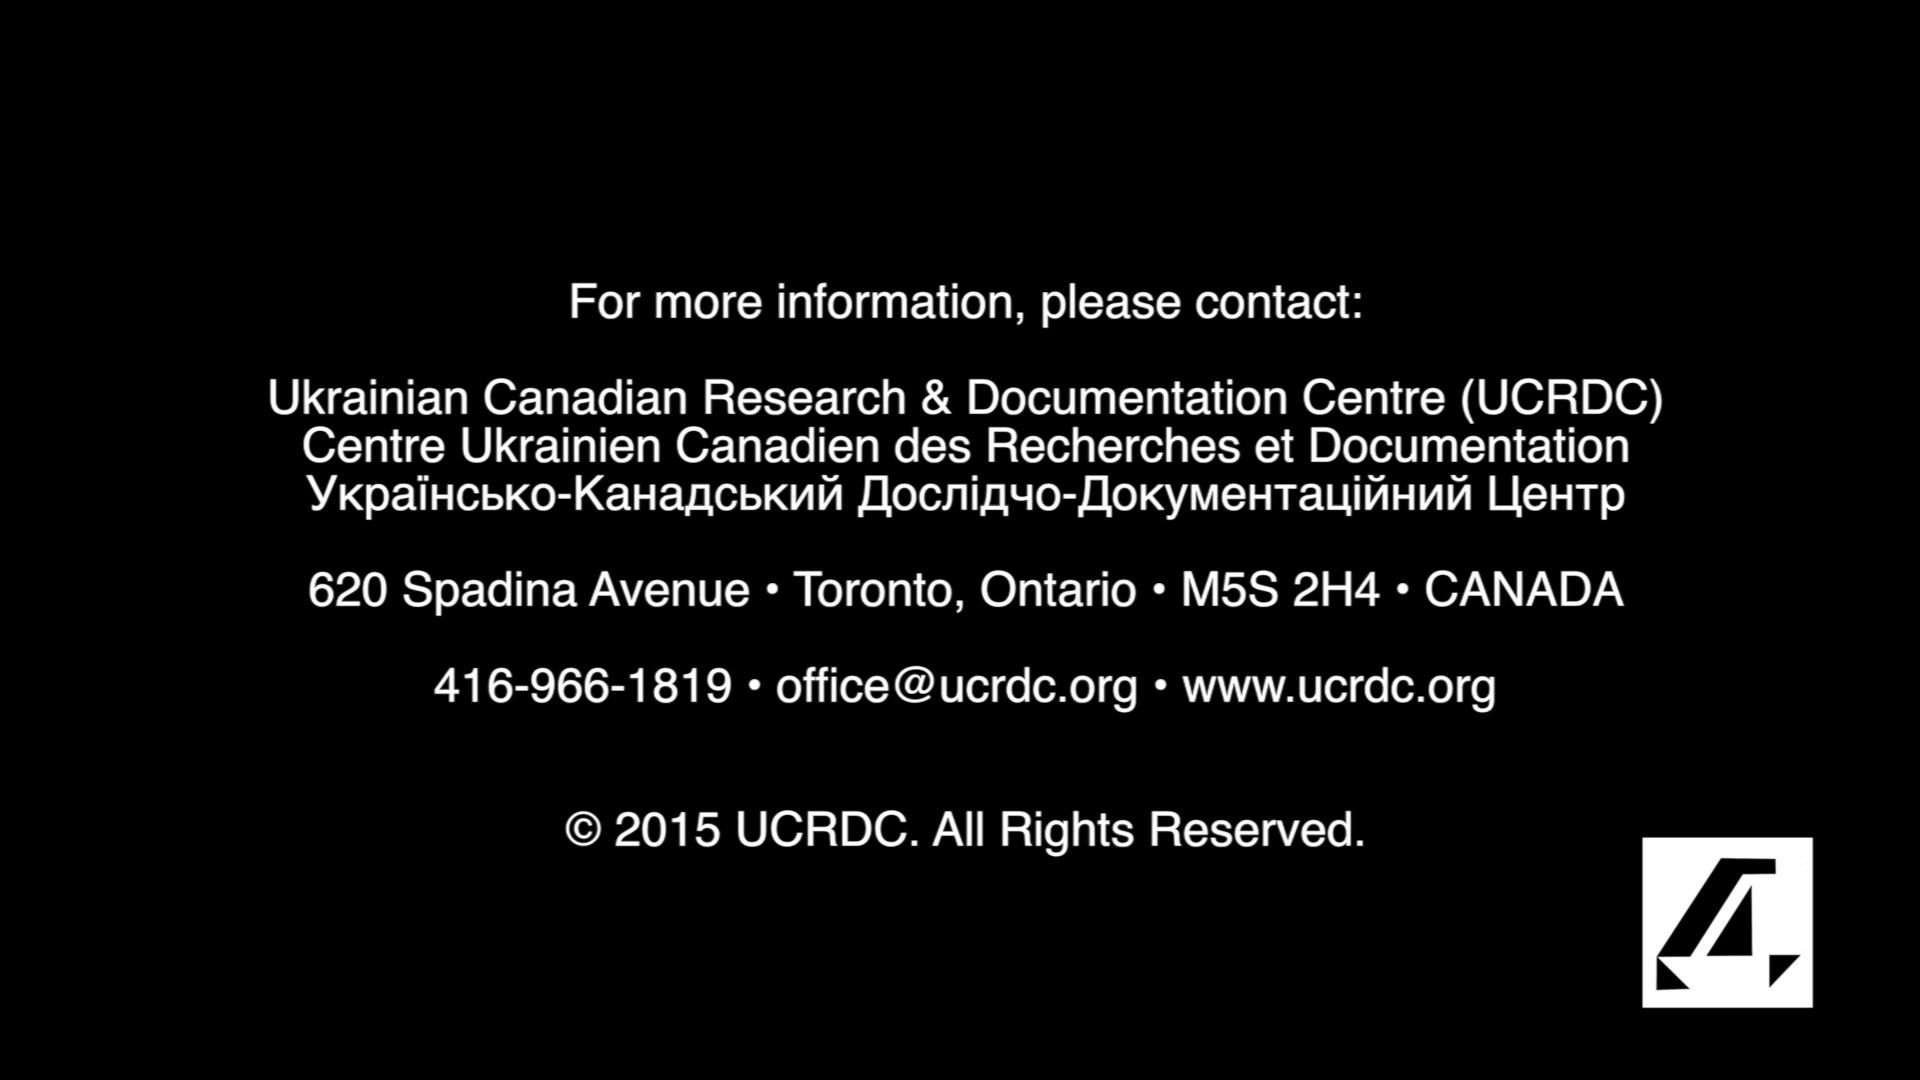 For more information, please contact:
Ukrainian Canadian Research & Documentation Centre (UCRDC)
Centre Ukrainien Canadien des Recherches et Documentation
Українсько-Канадський Дослідчо-Документаційний Центр
620 Spadina Avenue • Toronto, Ontario • M5S 2H4 • CANADA
416-966-1819 • office@ucrdc.org • www.ucrdc.org
© 2015 UCRDC. All Rights Reserved.